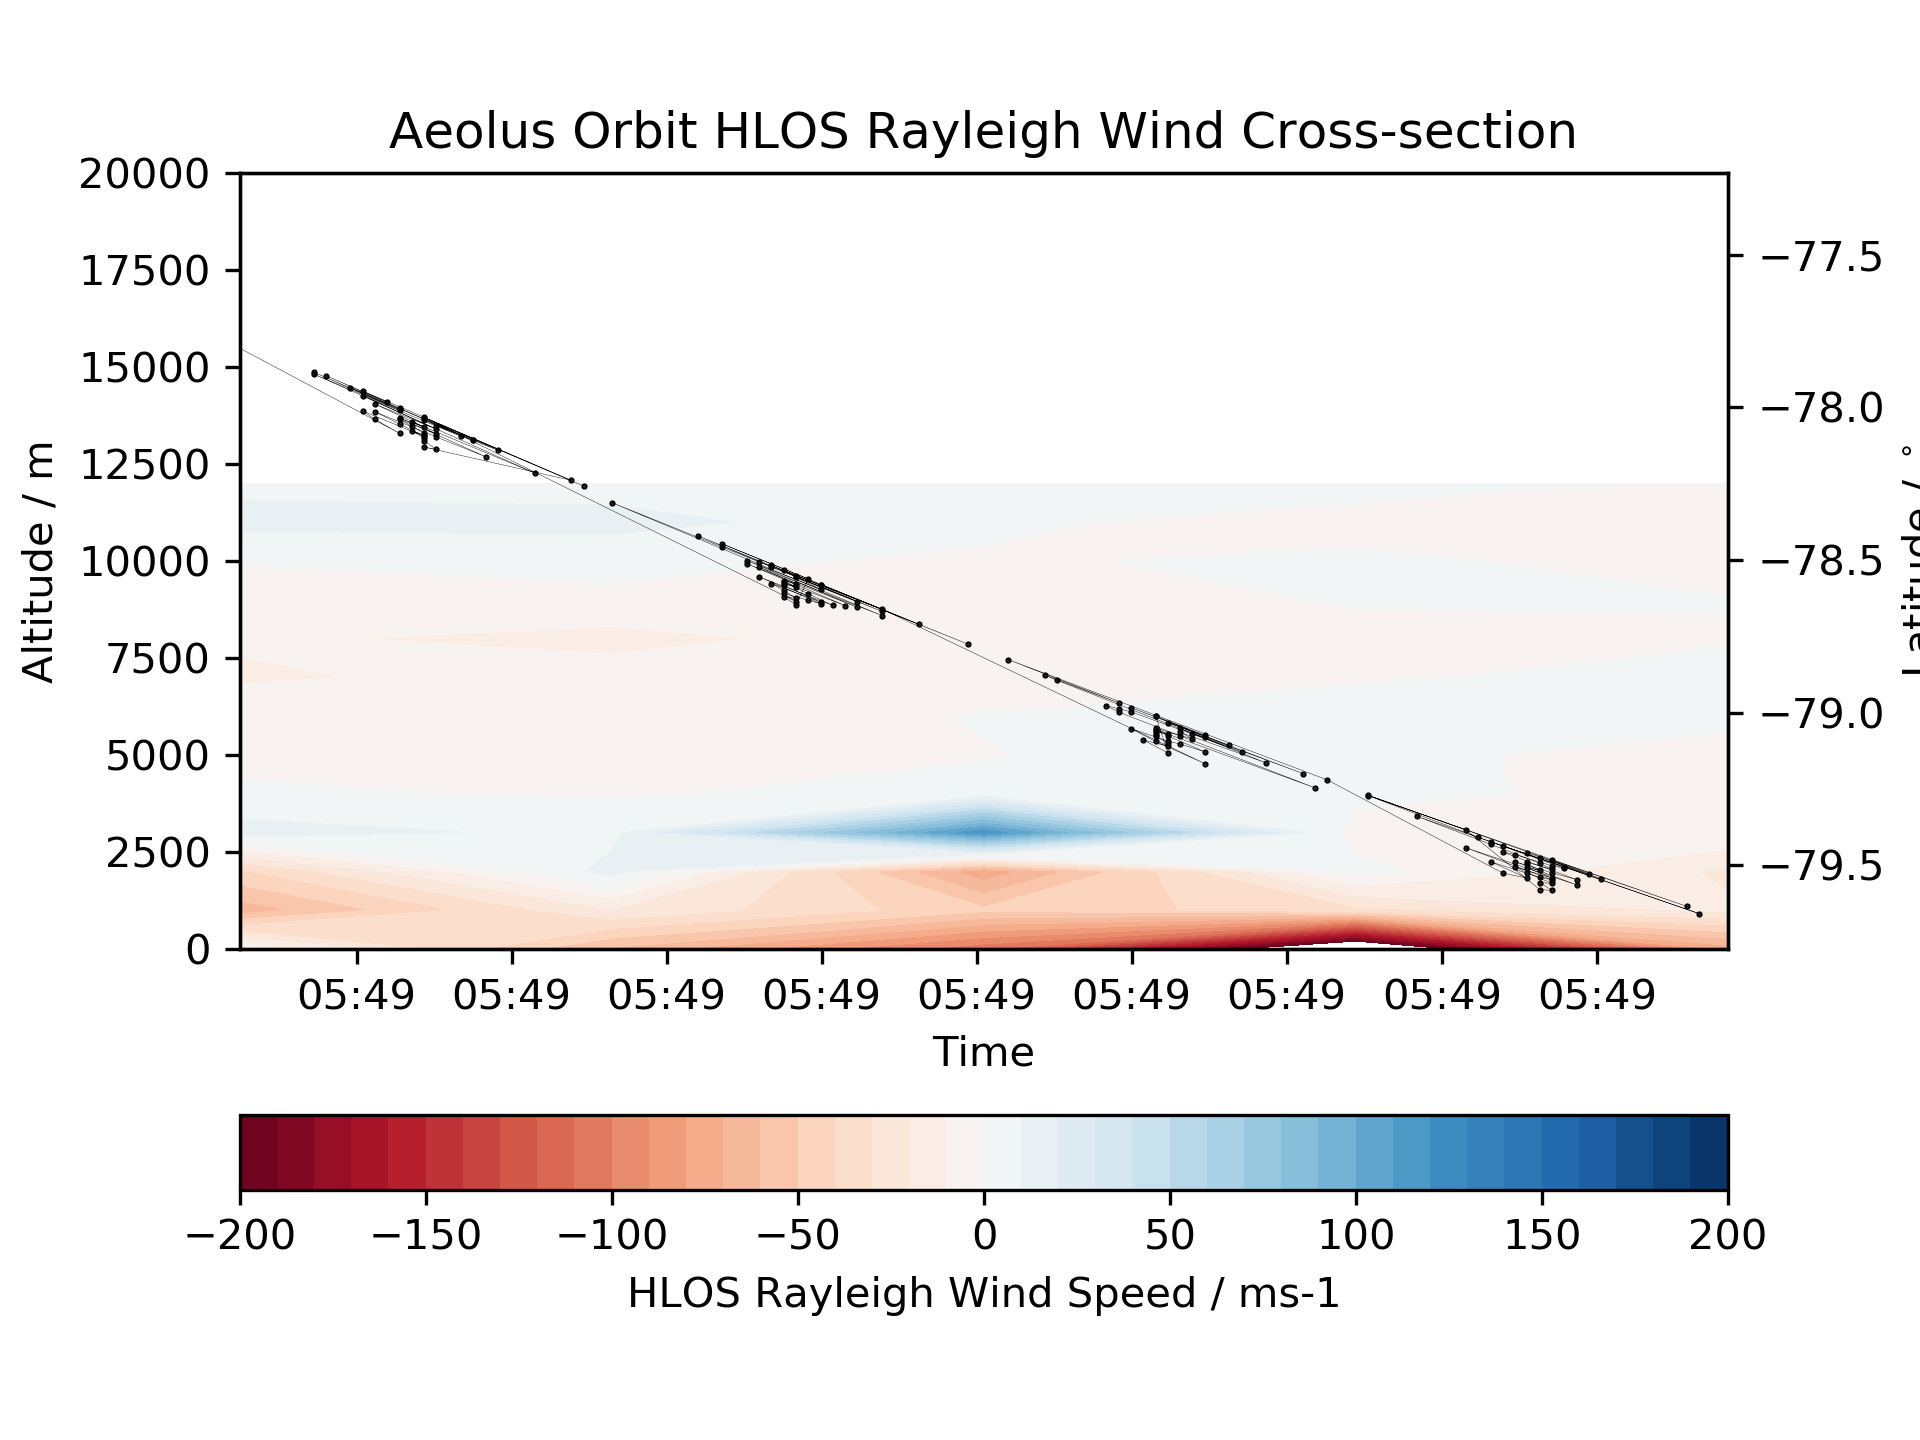 Aeolus Orbit HLOS Rayleigh Wind Cross-section
20000
17500
15000
12500
10000
7500
5000
2500
0
Altitude / m
−77.5
−78.0
−78.5
−79.0
−79.5
Latitude / °
05:49 05:49 05:49 05:49 05:49 05:49 05:49 05:49 05:49
Time
−200 −150 −100 −50 0 50 100 150 200
HLOS Rayleigh Wind Speed / ms-1